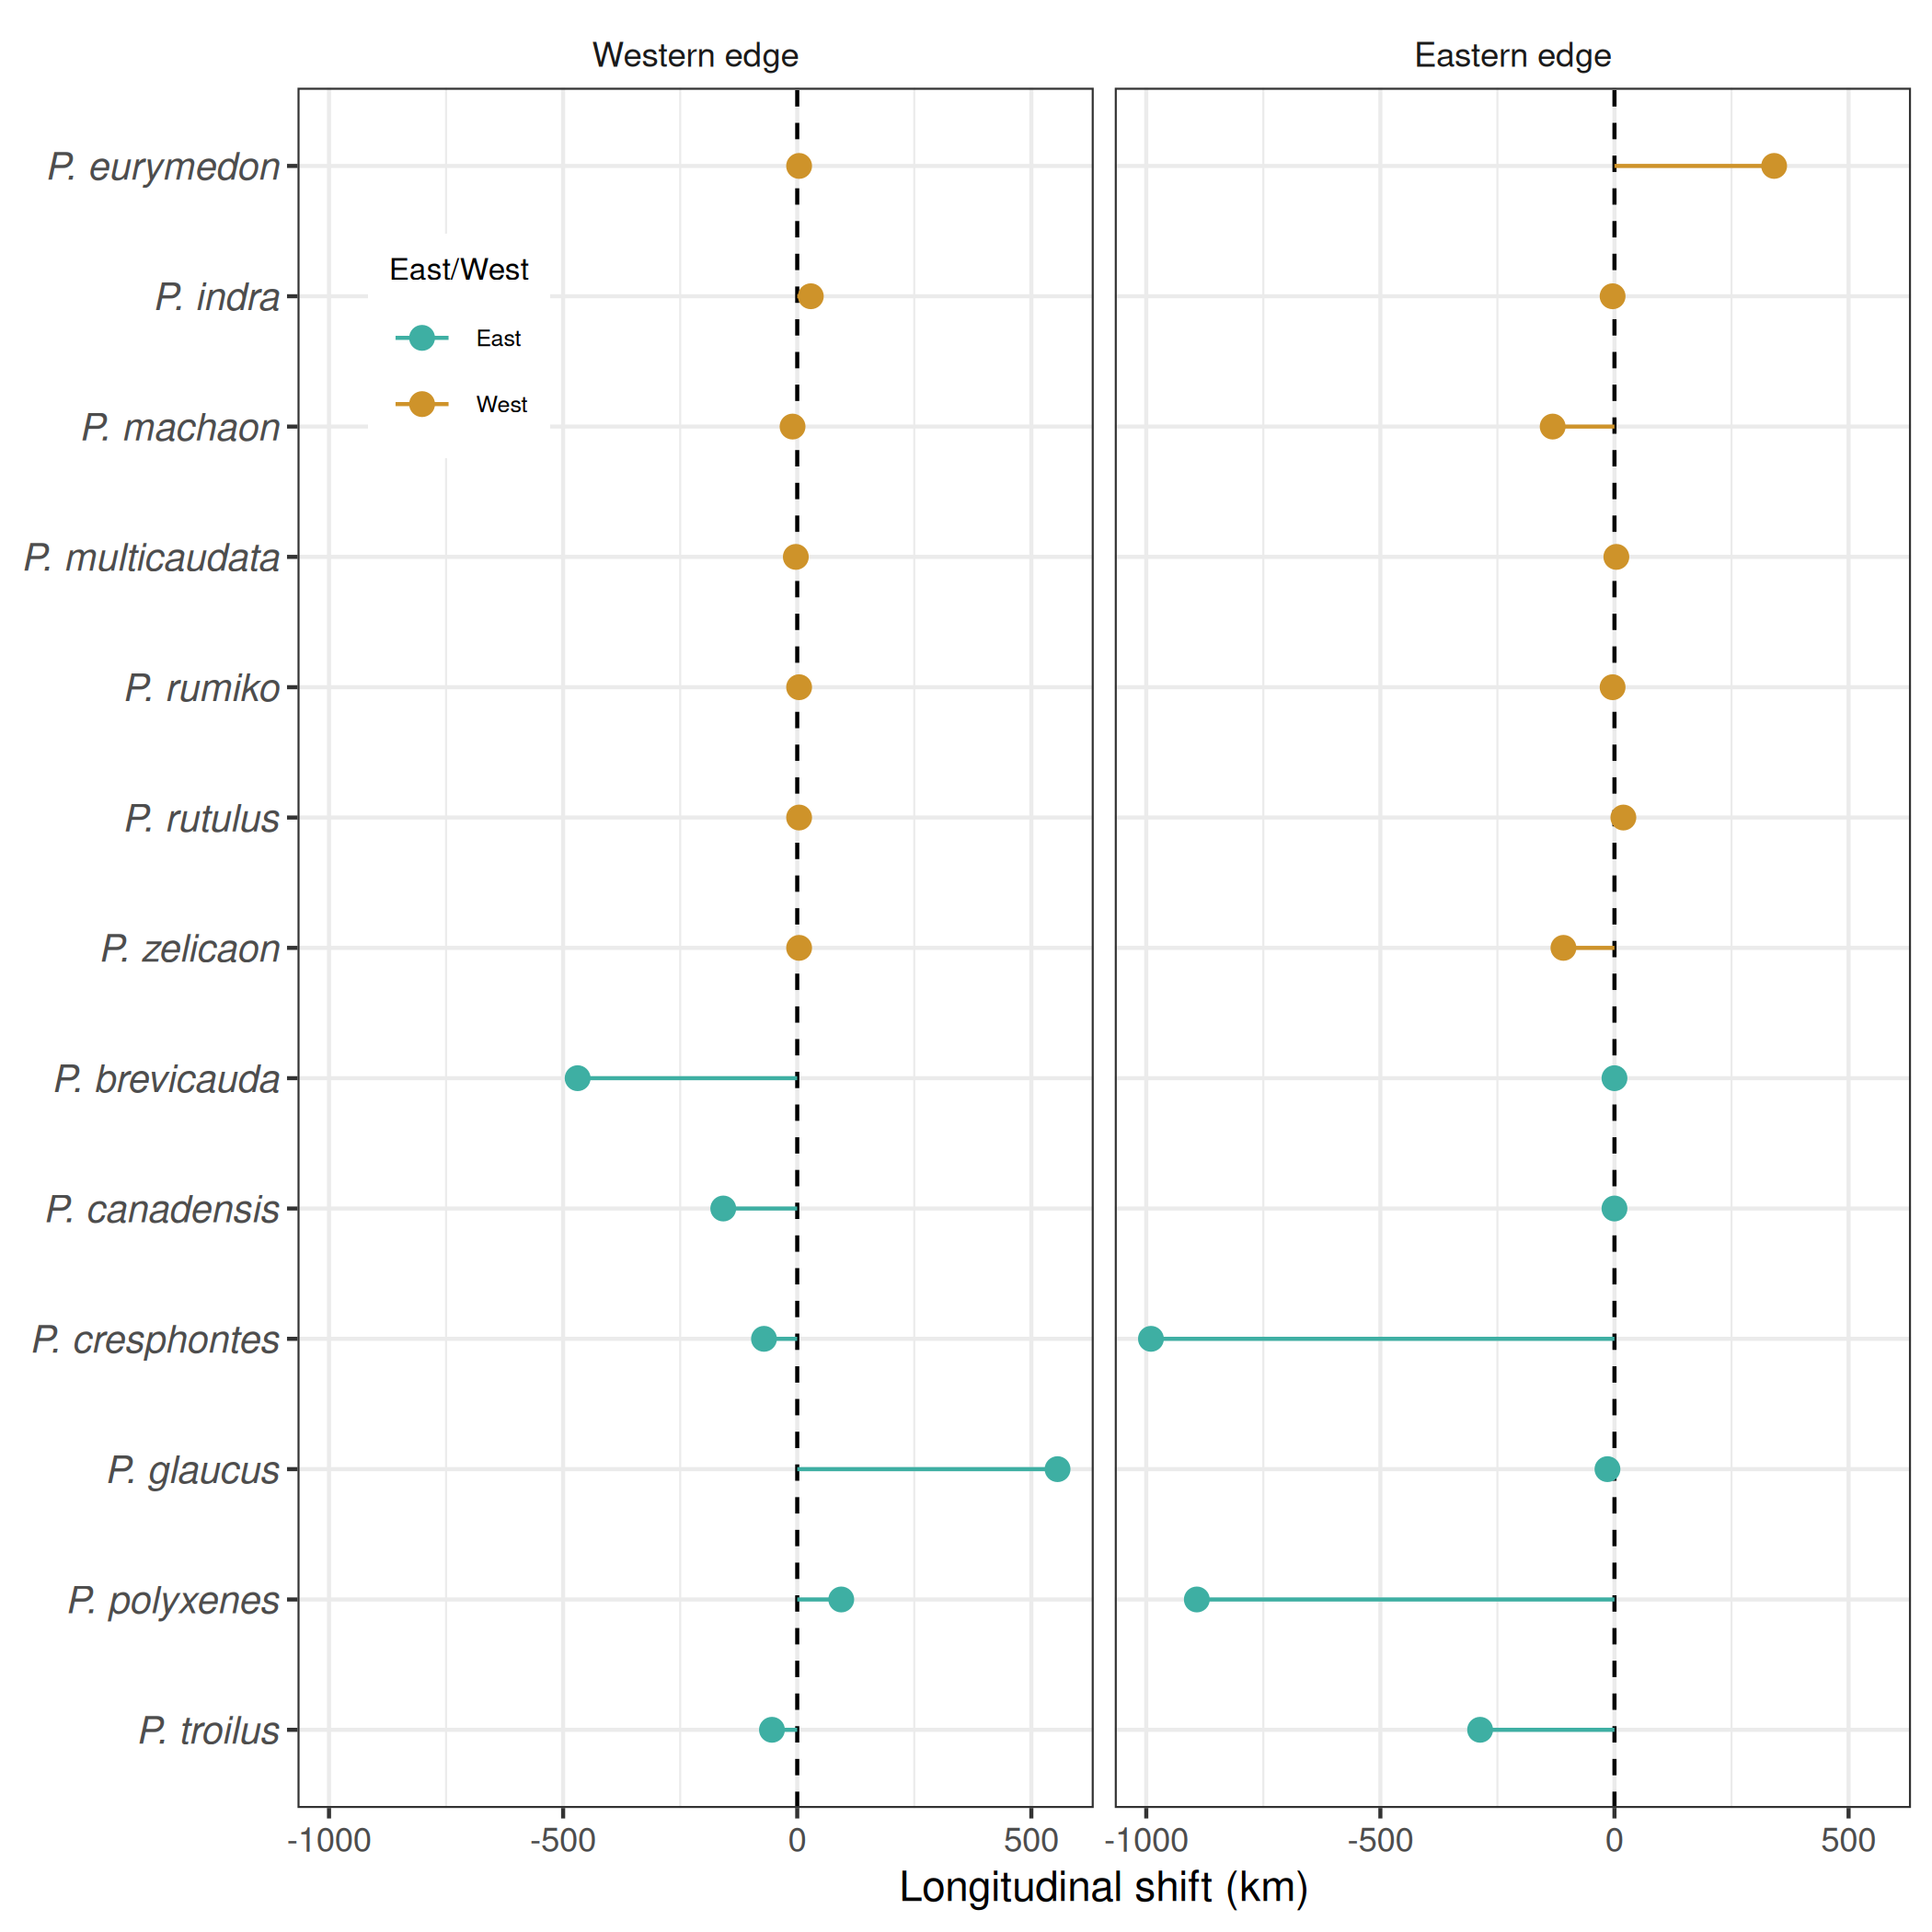 Western edge
Eastern edge
P. eurymedon
P. indra
P. machaon
P. multicaudata
P. rumiko
P. rutulus
P. zelicaon
P. brevicauda
P. canadensis
P. cresphontes
P. glaucus
P. polyxenes
P. troilus
East/West
East
West
-1000 -500 0 500
-1000 -500 0 500
Longitudinal shift (km)